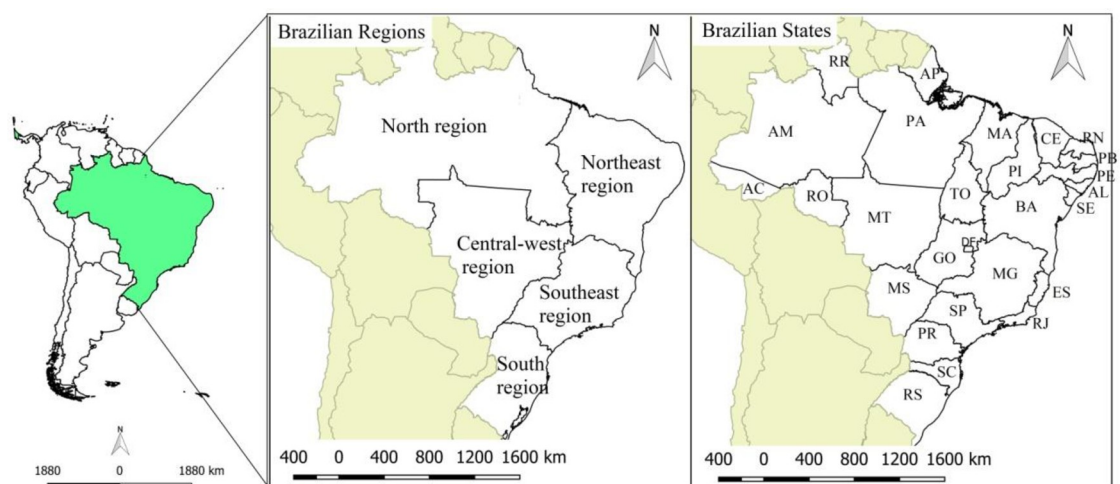 N
1880 0 1880 km
Brazilian Regions
N
North region
Northeast
region
Central-west
region
Southeast
region
South
region
400 0 400 800 1200 1600 km
Brazilian States
N
RR
AP
AM
PA
MA
CE
RN
PB
PI
PE
AC
RO
TO
AL
BA
SE
MT
DF
GO
MG
MS
ES
SP
RJ
PR
SC
RS
400 0 400 800 1200 1600 km